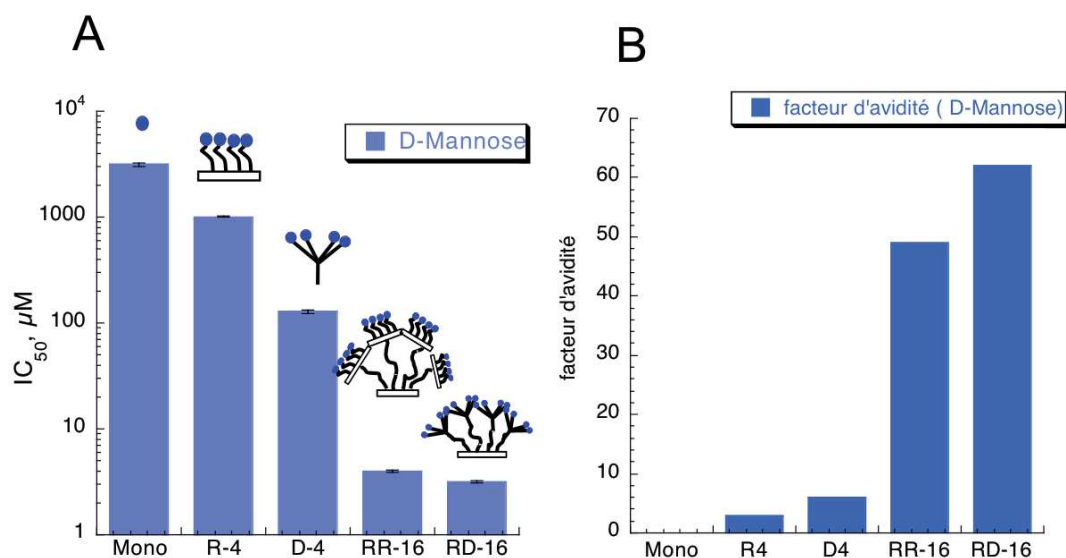 A
IC50, µM
10^4
1000
100
10
1
D-Mannose
Mono R-4 D-4 RR-16 RD-16
B
facteur d'avidité ( D-Mannose)
facteur d'avidité
70
60
50
40
30
20
10
0
Mono R4 D4 RR-16 RD-16